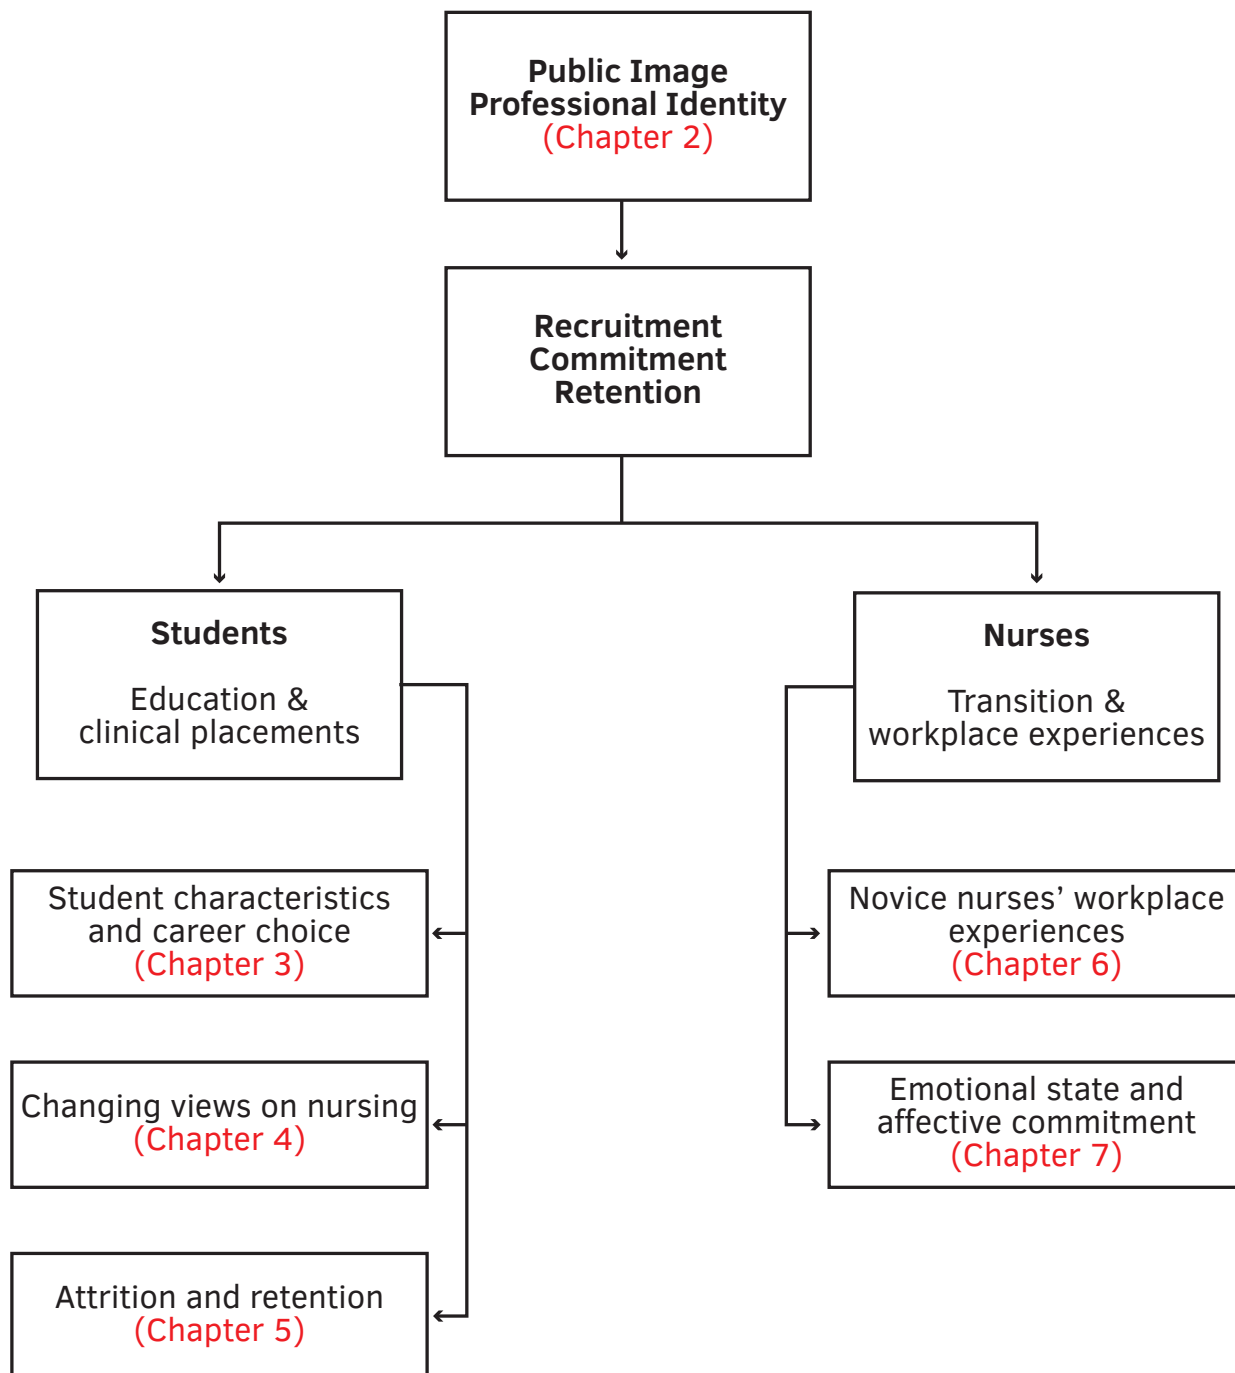 Public Image
Professional Identity
(Chapter 2)
Recruitment
Commitment
Retention
Students
Education &
clinical placements
Nurses
Transition &
workplace experiences
Student characteristics
and career choice
(Chapter 3)
Changing views on nursing
(Chapter 4)
Attrition and retention
(Chapter 5)
Novice nurses’ workplace
experiences
(Chapter 6)
Emotional state and
affective commitment
(Chapter 7)